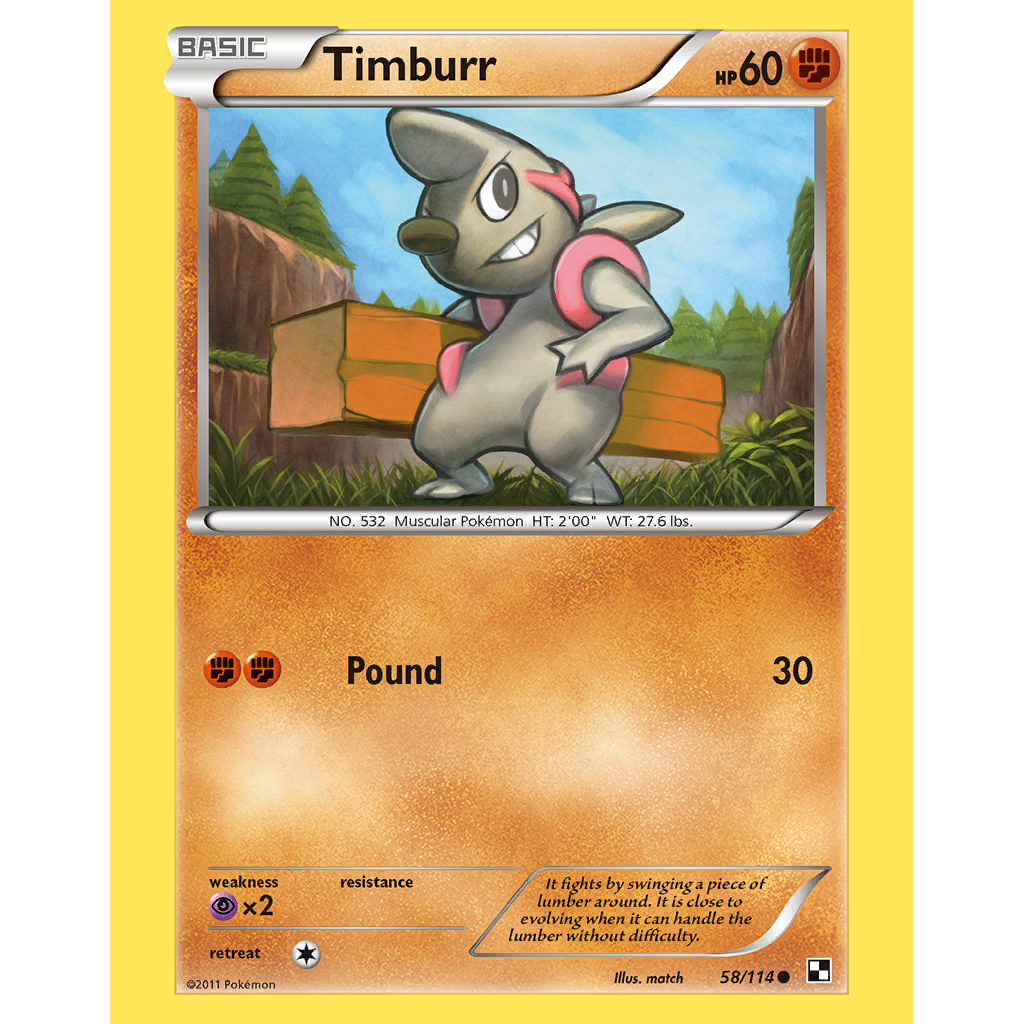 BASIC
Timburr
HP60
NO. 532 Muscular Pokémon HT: 2'00" WT: 27.6 lbs.
Pound 30
weakness
resistance
×2
It fights by swinging a piece of
lumber around. It is close to
evolving when it can handle the
lumber without difficulty.
retreat
©2011 Pokémon
Illus. match
58/114